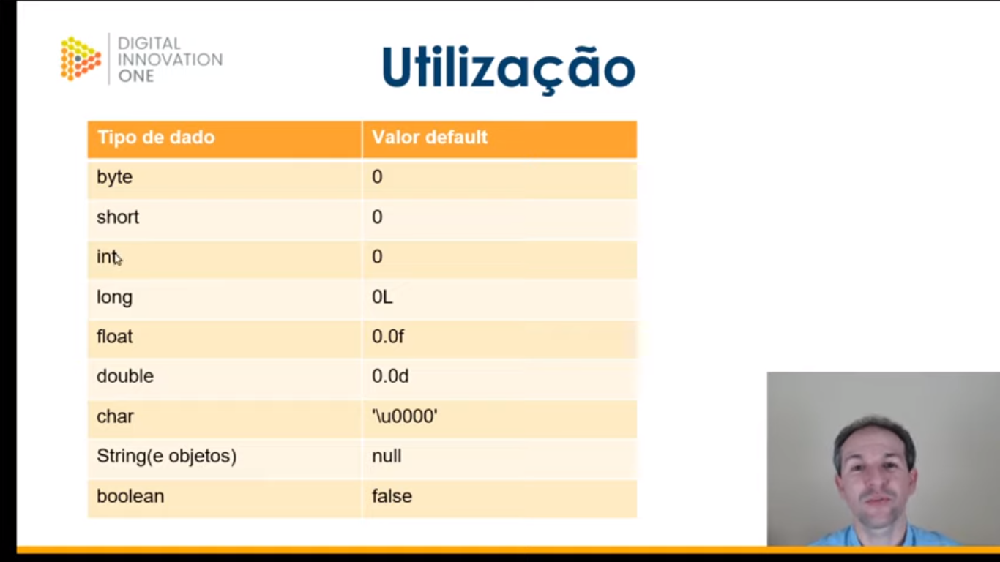 DIGITAL
INNOVATION
ONE
Utilização
Tipo de dado Valor default
byte 0
short 0
int 0
long 0L
float 0.0f
double 0.0d
char '\u0000'
String(e objetos) null
boolean false